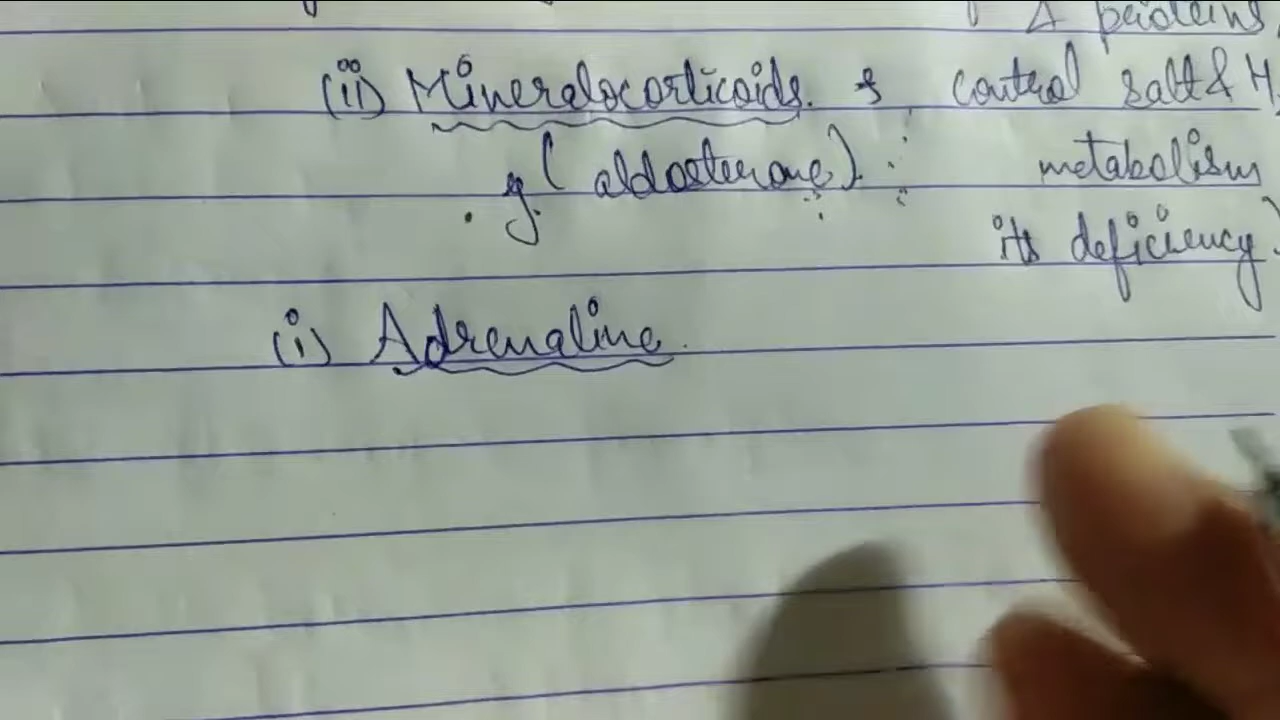 & proteins,
(ii) Mineralocorticoids. control salt & H
g. (aldosterone). metabolism
its deficiency
(i) Adrenaline.